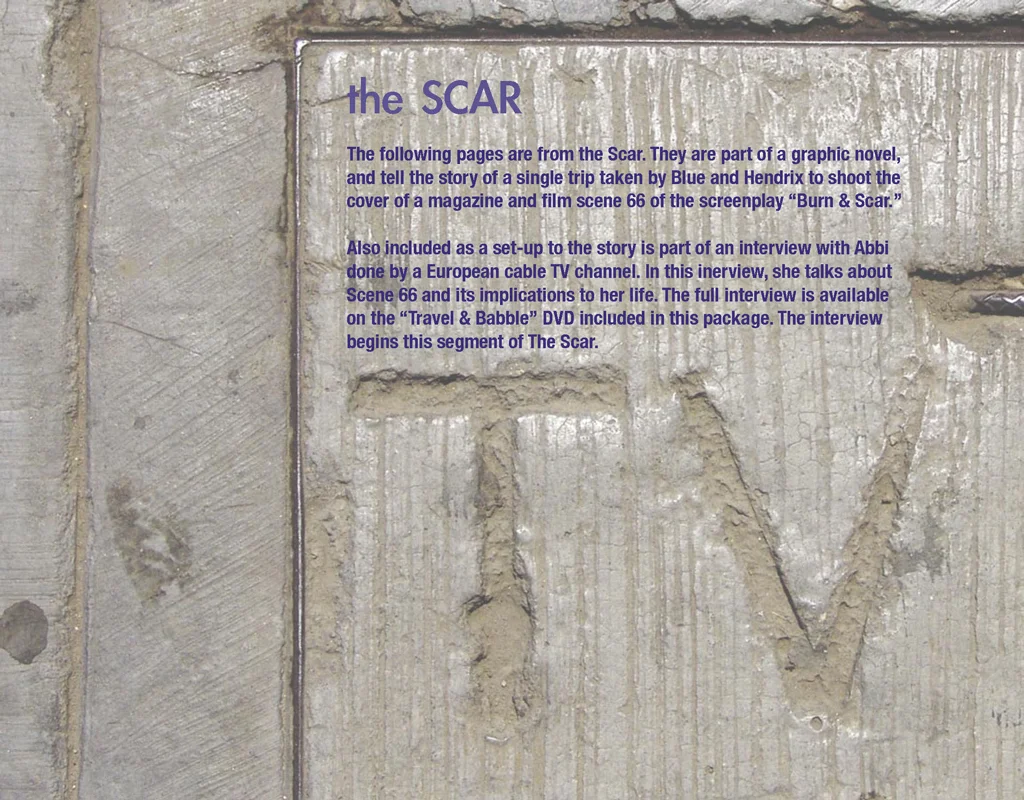 the SCAR
The following pages are from the Scar. They are part of a graphic novel,
and tell the story of a single trip taken by Blue and Hendrix to shoot the
cover of a magazine and film scene 66 of the screenplay “Burn & Scar.”
Also included as a set-up to the story is part of an interview with Abbi
done by a European cable TV channel. In this inerview, she talks about
Scene 66 and its implications to her life. The full interview is available
on the “Travel & Babble” DVD included in this package. The interview
begins this segment of The Scar.
TV